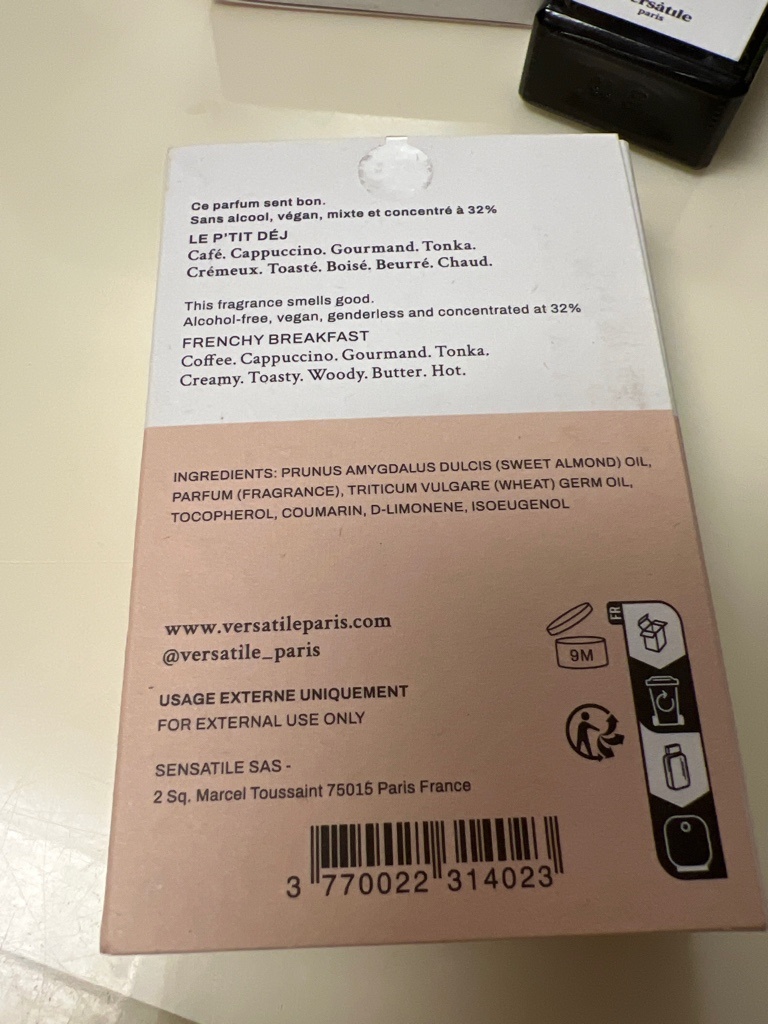 versatile
paris
Ce parfum sent bon.
Sans alcool, végan, mixte et concentré à 32%
LE P'TIT DÉJ
Café. Cappuccino. Gourmand. Tonka.
Crémeux. Toasté. Boisé. Beurré. Chaud.
This fragrance smells good.
Alcohol-free, vegan, genderless and concentrated at 32%
FRENCHY BREAKFAST
Coffee. Cappuccino. Gourmand. Tonka.
Creamy. Toasty. Woody. Butter. Hot.
INGREDIENTS: PRUNUS AMYGDALUS DULCIS (SWEET ALMOND) OIL,
PARFUM (FRAGRANCE), TRITICUM VULGARE (WHEAT) GERM OIL,
TOCOPHEROL, COUMARIN, D-LIMONENE, ISOEUGENOL
www.versatileparis.com
@versatile_paris
FR
9M
USAGE EXTERNE UNIQUEMENT
FOR EXTERNAL USE ONLY
SENSATILE SAS -
2 Sq. Marcel Toussaint 75015 Paris France
3 770022 314023